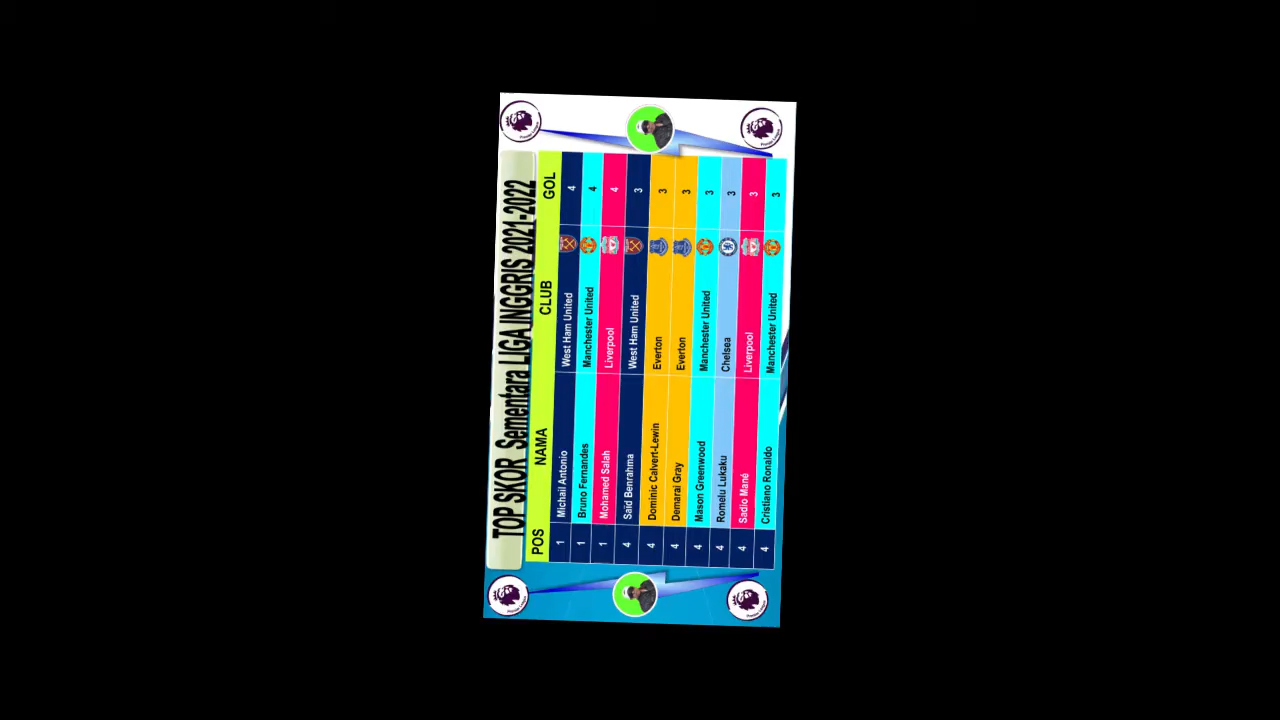 TOP SKOR Sementara LIGA INGGRIS 2021-2022
POS NAMA CLUB GOL
1 Michail Antonio West Ham United 4
1 Bruno Fernandes Manchester United 4
1 Mohamed Salah Liverpool 4
4 Saïd Benrahma West Ham United 3
4 Dominic Calvert-Lewin Everton 3
4 Demarai Gray Everton 3
4 Mason Greenwood Manchester United 3
4 Romelu Lukaku Chelsea 3
4 Sadio Mané Liverpool 3
4 Cristiano Ronaldo Manchester United 3